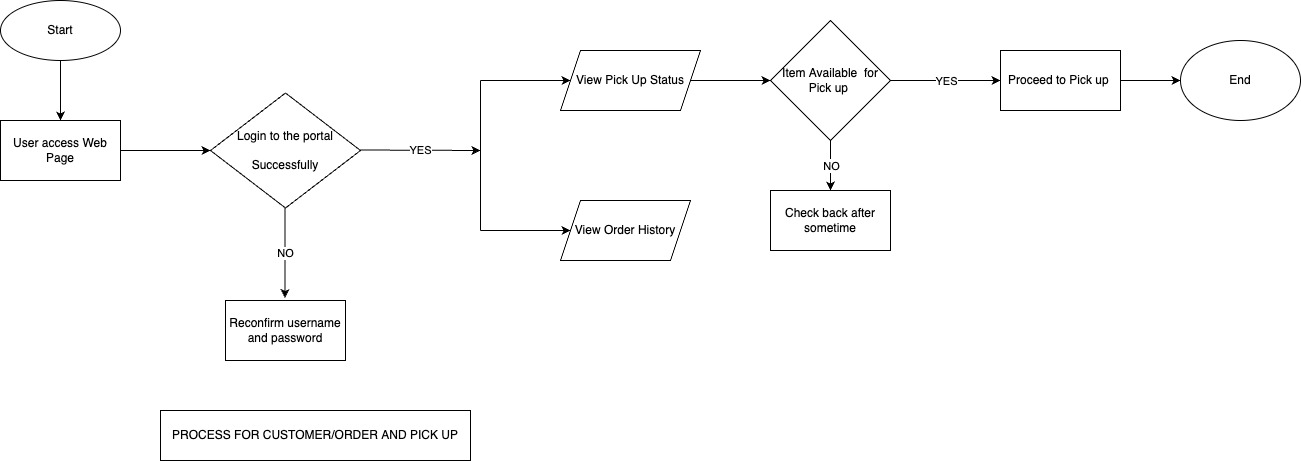 Start
User access Web
Page
Login to the portal
Successfully
YES
NO
Reconfirm username
and password
View Pick Up Status
View Order History
Item Available  for
Pick up
YES
NO
Check back after
sometime
Proceed to Pick up
End
PROCESS FOR CUSTOMER/ORDER AND PICK UP